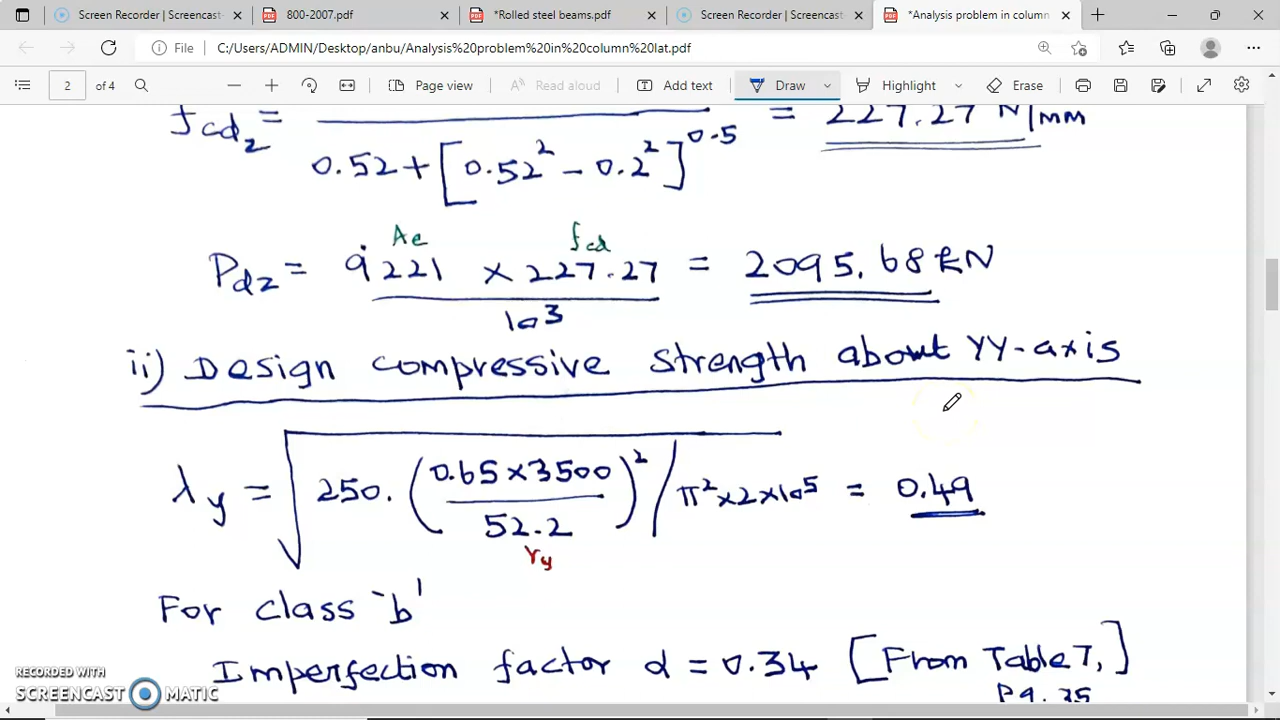 Screen Recorder | Screencast- 800-2007.pdf *Rolled steel beams.pdf Screen Recorder | Screencast- *Analysis problem in column
File C:/Users/ADMIN/Desktop/anbu/Analysis%20problem%20in%20column%20lat.pdf
2 of 4 Page view Read aloud Add text Draw Highlight Erase
fcdz = = 227.27 N/mm
0.52 + [0.52² - 0.2²]^0.5
Ae fcd
Pdz = 9221 × 227.27 = 2095.68 kN
10³
ii) Design compressive strength about YY-axis
λy = √250. (0.65×3500 / 52.2)² / π²×2×10⁵ = 0.49
ry
For class 'b'
Imperfection factor α = 0.34 [From Table 7,]
Pg. 35
RECORDED WITH
SCREENCAST MATIC